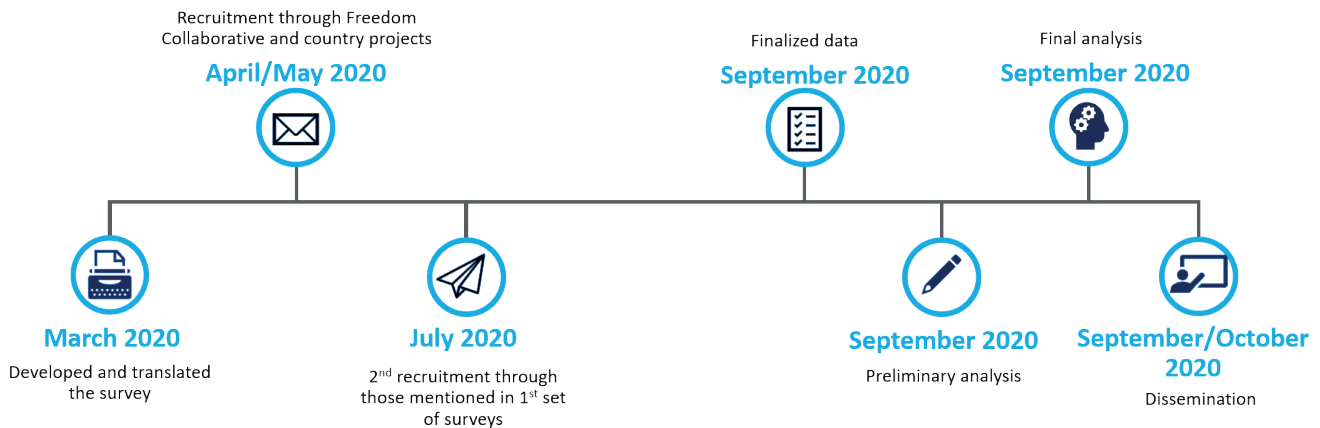 Recruitment through Freedom
Collaborative and country projects
April/May 2020
Finalized data
September 2020
Final analysis
September 2020
March 2020
Developed and translated
the survey
July 2020
2nd recruitment through
those mentioned in 1st set
of surveys
September 2020
Preliminary analysis
September/October
2020
Dissemination